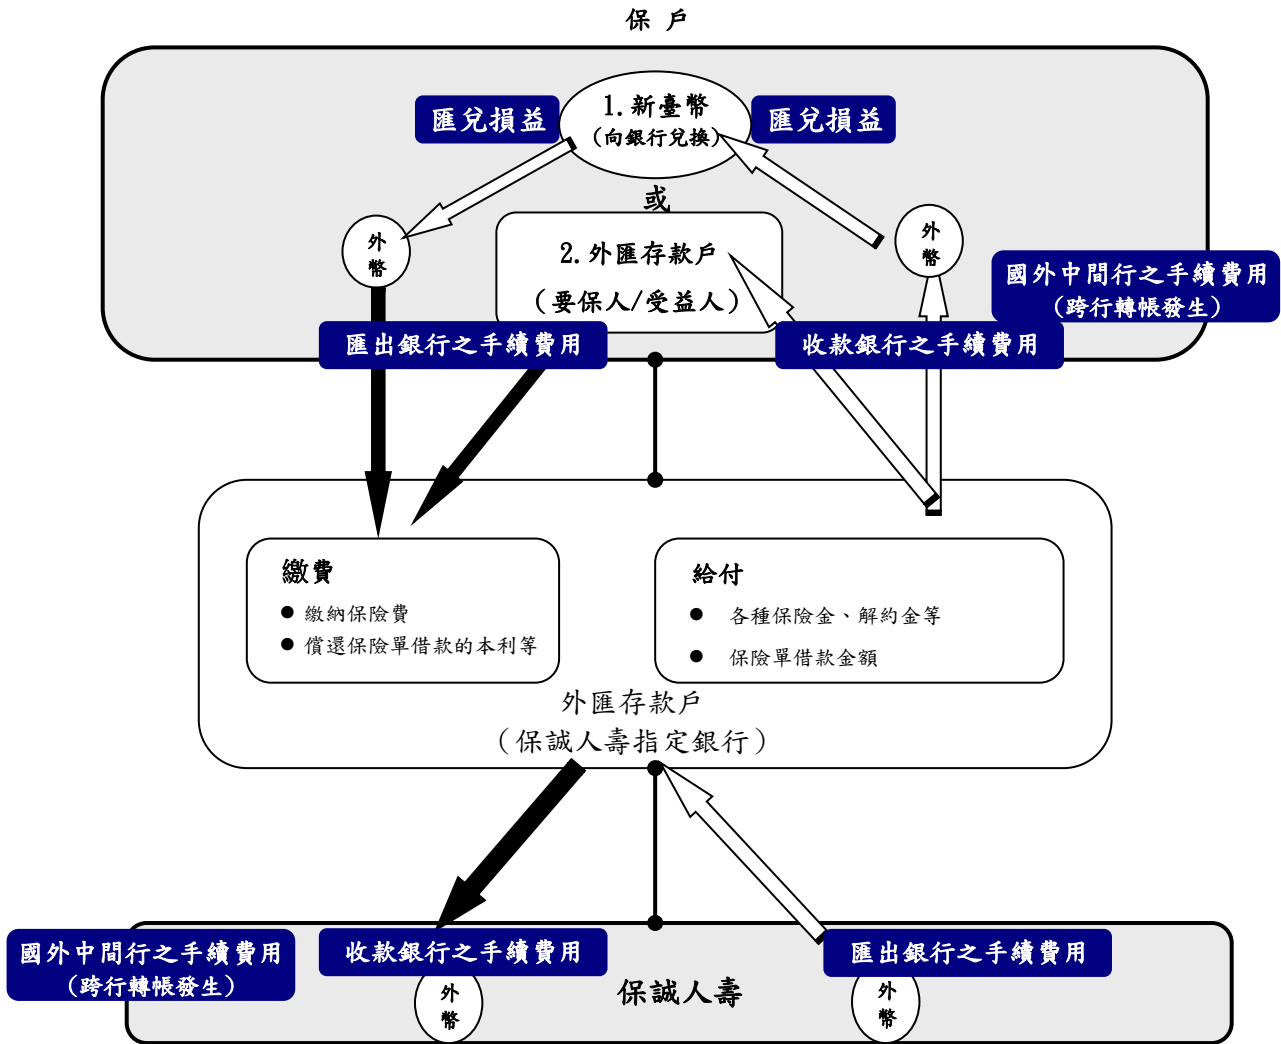 保 戶
匯兌損益
1.新臺幣
(向銀行兌換)
匯兌損益
或
外
幣
2.外匯存款戶
(要保人/受益人)
外
幣
國外中間行之手續費用
(跨行轉帳發生)
匯出銀行之手續費用
收款銀行之手續費用
繳費
● 繳納保險費
● 償還保險單借款的本利等
給付
● 各種保險金、解約金等
● 保險單借款金額
外匯存款戶
(保誠人壽指定銀行)
國外中間行之手續費用
(跨行轉帳發生)
收款銀行之手續費用
匯出銀行之手續費用
外
幣
保誠人壽
外
幣